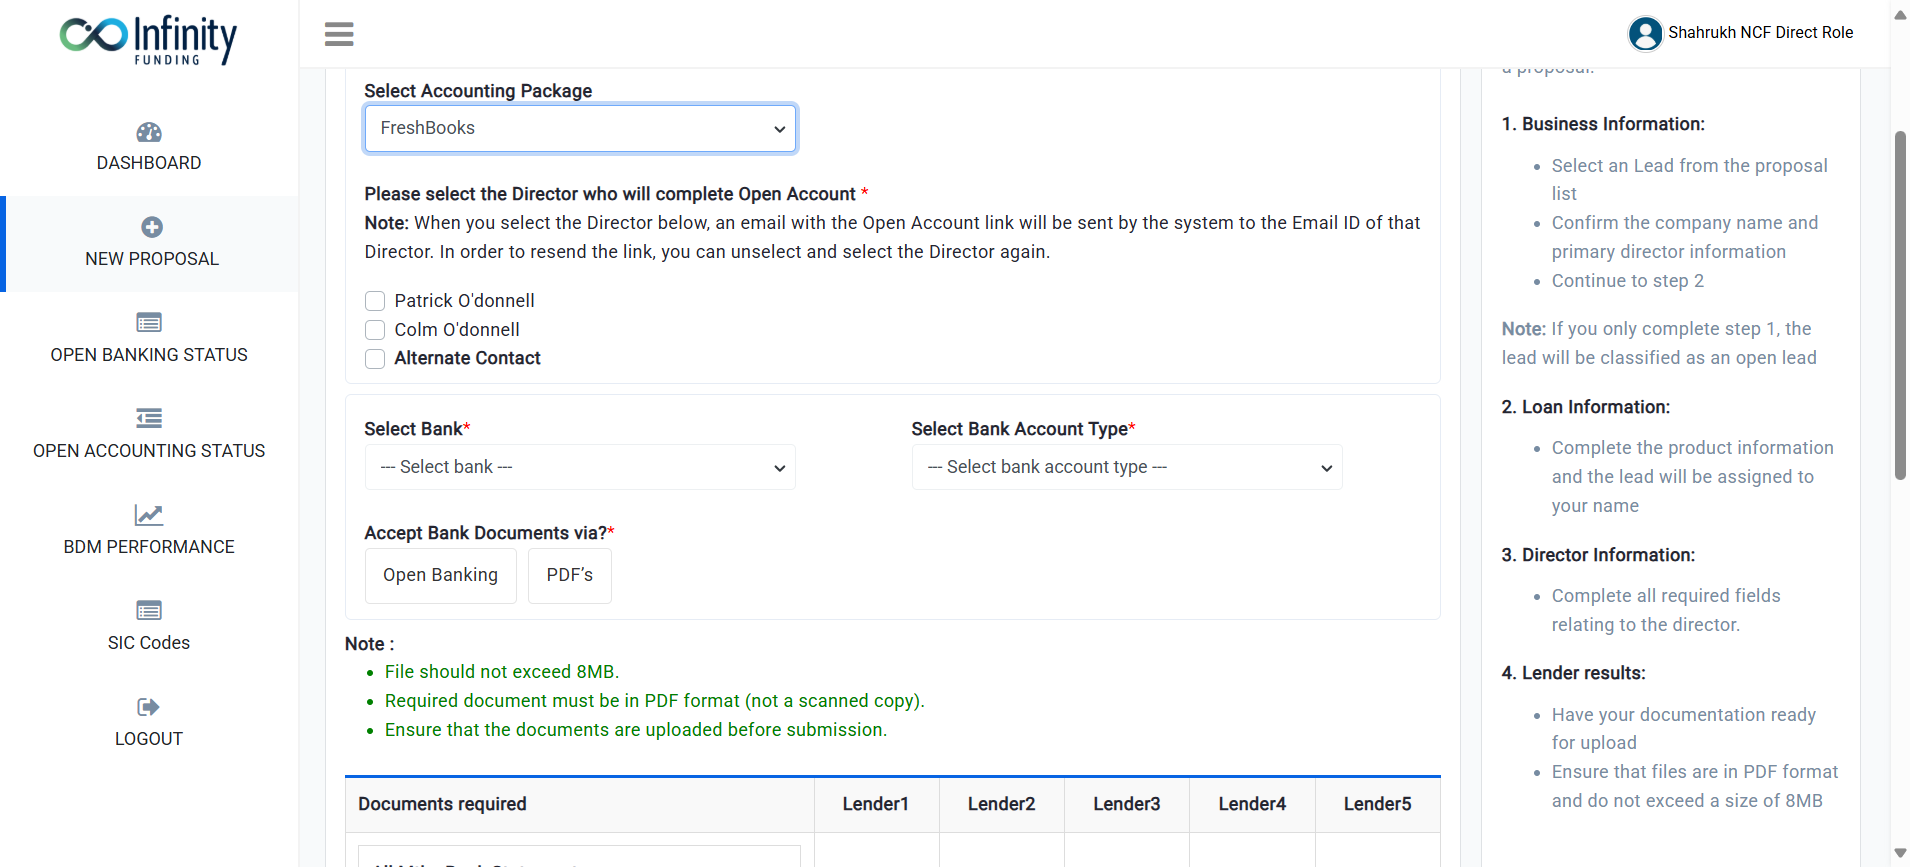 Infinity
FUNDING
DASHBOARD
NEW PROPOSAL
OPEN BANKING STATUS
OPEN ACCOUNTING STATUS
BDM PERFORMANCE
SIC Codes
LOGOUT
Shahrukh NCF Direct Role
Select Accounting Package
FreshBooks
Please select the Director who will complete Open Account *
Note: When you select the Director below, an email with the Open Account link will be sent by the system to the Email ID of that
Director. In order to resend the link, you can unselect and select the Director again.
Patrick O'donnell
Colm O'donnell
Alternate Contact
Select Bank*
--- Select bank ---
Select Bank Account Type*
--- Select bank account type ---
Accept Bank Documents via?*
Open Banking
PDF’s
Note :
File should not exceed 8MB.
Required document must be in PDF format (not a scanned copy).
Ensure that the documents are uploaded before submission.
Documents required
Lender1
Lender2
Lender3
Lender4
Lender5
a proposal.
1. Business Information:
Select an Lead from the proposal
list
Confirm the company name and
primary director information
Continue to step 2
Note: If you only complete step 1, the
lead will be classified as an open lead
2. Loan Information:
Complete the product information
and the lead will be assigned to
your name
3. Director Information:
Complete all required fields
relating to the director.
4. Lender results:
Have your documentation ready
for upload
Ensure that files are in PDF format
and do not exceed a size of 8MB